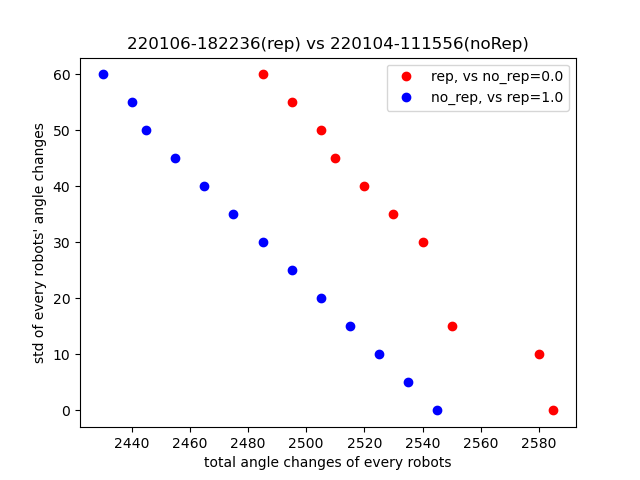 220106-182236(rep) vs 220104-111556(noRep)
rep, vs no_rep=0.0
no_rep, vs rep=1.0
std of every robots' angle changes
60
50
40
30
20
10
0
2440 2460 2480 2500 2520 2540 2560 2580
total angle changes of every robots